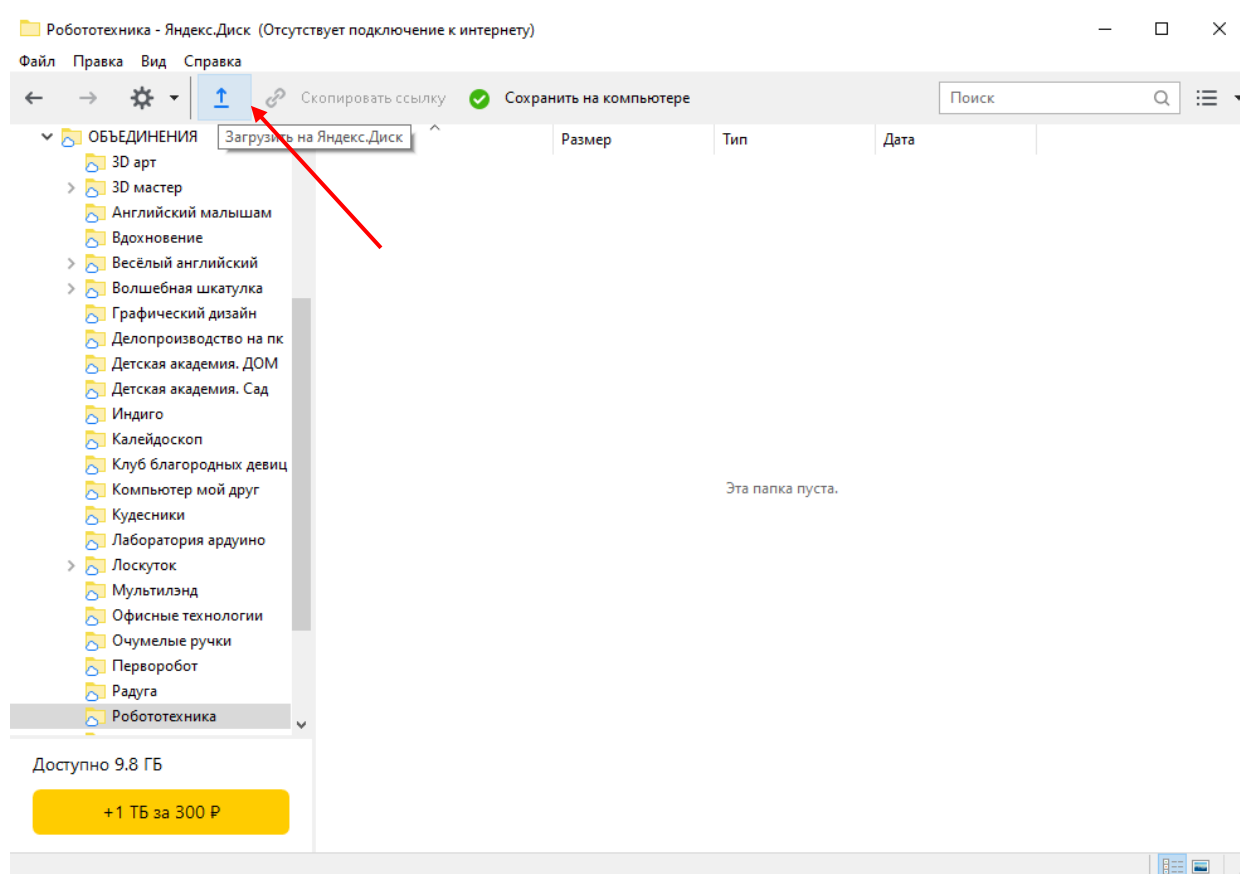 Робототехника - Яндекс.Диск (Отсутствует подключение к интернету)
Файл Правка Вид Справка
Скопировать ссылку Сохранить на компьютере Поиск
ОБЪЕДИНЕНИЯ Загрузить на Яндекс.Диск Размер Тип Дата
3D арт
3D мастер
Английский малышам
Вдохновение
Весёлый английский
Волшебная шкатулка
Графический дизайн
Делопроизводство на пк
Детская академия. ДОМ
Детская академия. Сад
Индиго
Калейдоскоп
Клуб благородных девиц
Компьютер мой друг
Эта папка пуста.
Кудесники
Лаборатория ардуино
Лоскуток
Мультилэнд
Офисные технологии
Очумелые ручки
Перворобот
Радуга
Робототехника
Доступно 9.8 ГБ
+1 ТБ за 300 ₽